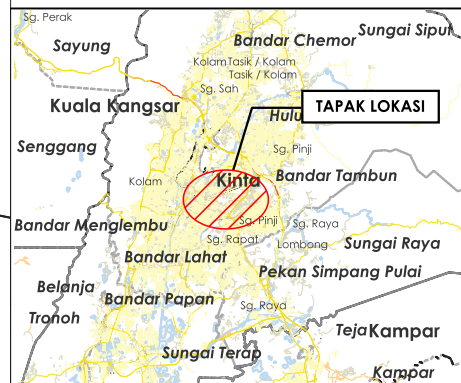 Sg. Perak
Sayung
Bandar Chemor
Sungai Siput
Kolam Tasik / Kolam
Tasik / Kolam
Sg. Sah
Kuala Kangsar
TAPAK LOKASI
Hulu
Senggang
Sg. Pinji
Kolam
Kinta
Bandar Tambun
Sg. Pinji
Bandar Menglembu
Sg. Raya
Sg. Rapat
Lombong
Sungai Raya
Bandar Lahat
Pekan Simpang Pulai
Belanja
Bandar Papan
Sg. Raya
Tronoh
Teja
Kampar
Sungai Terap
Kampar